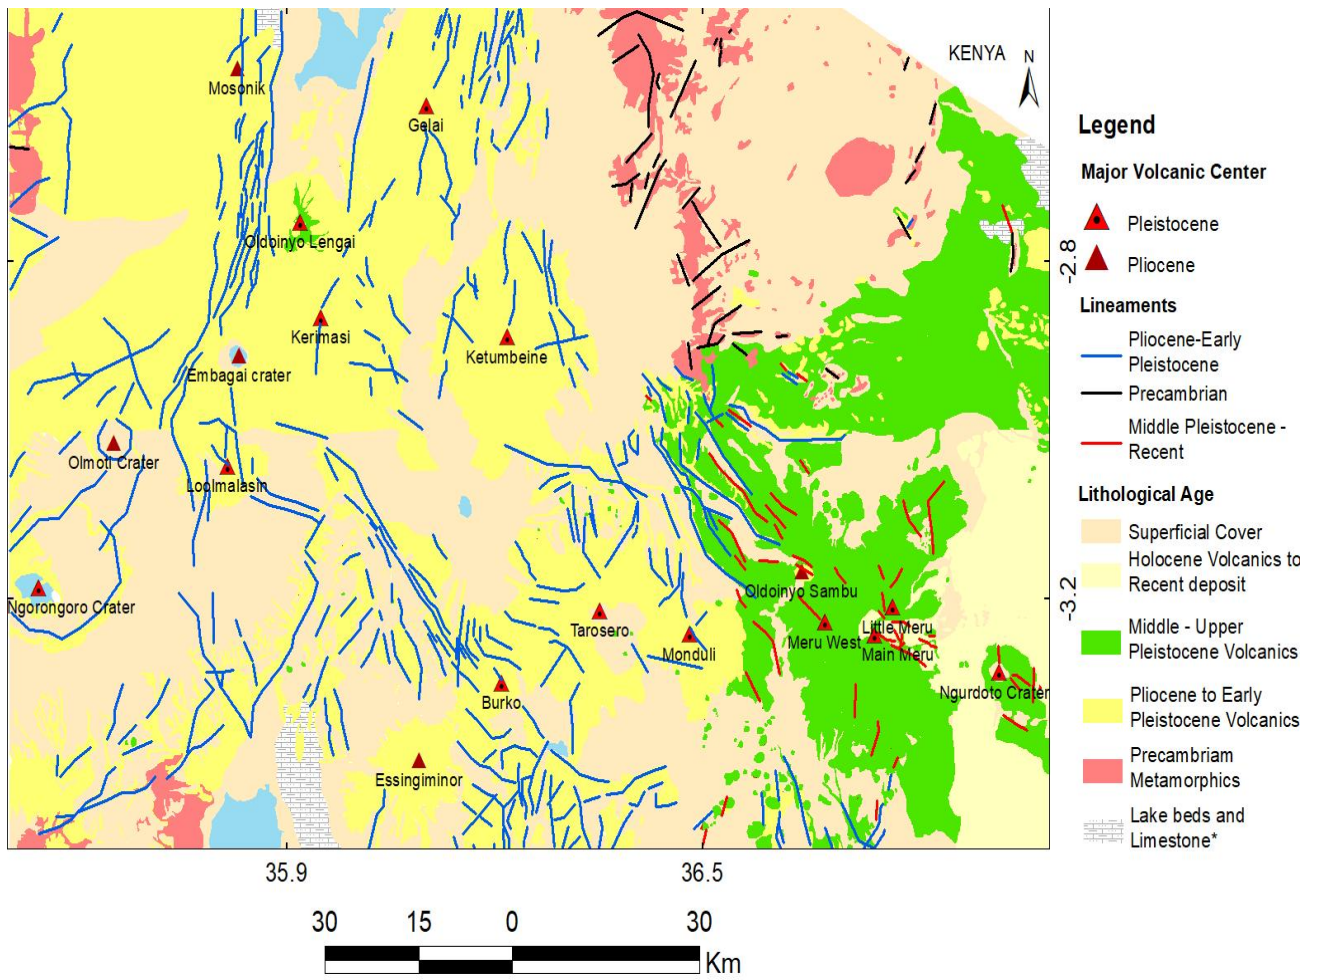 KENYA
N
Mosonik
Gelai
Oldoinyo Lengai
-2.8
Kerimasi
Ketumbeine
Embagai crater
Olmoti Crater
Loolmalasin
Ngorongoro Crater
Oldoinyo Sambu
-3.2
Tarosero
Little Meru
Meru West
Main Meru
Monduli
Burko
Ngurdoto Crater
Essingiminor
35.9
36.5
30 15 0 30
Km
Legend
Major Volcanic Center
Pleistocene
Pliocene
Lineaments
Pliocene-Early
Pleistocene
Precambrian
Middle Pleistocene -
Recent
Lithological Age
Superficial Cover
Holocene Volcanics to
Recent deposit
Middle - Upper
Pleistocene Volcanics
Pliocene to Early
Pleistocene Volcanics
Precambriam
Metamorphics
Lake beds and
Limestone*